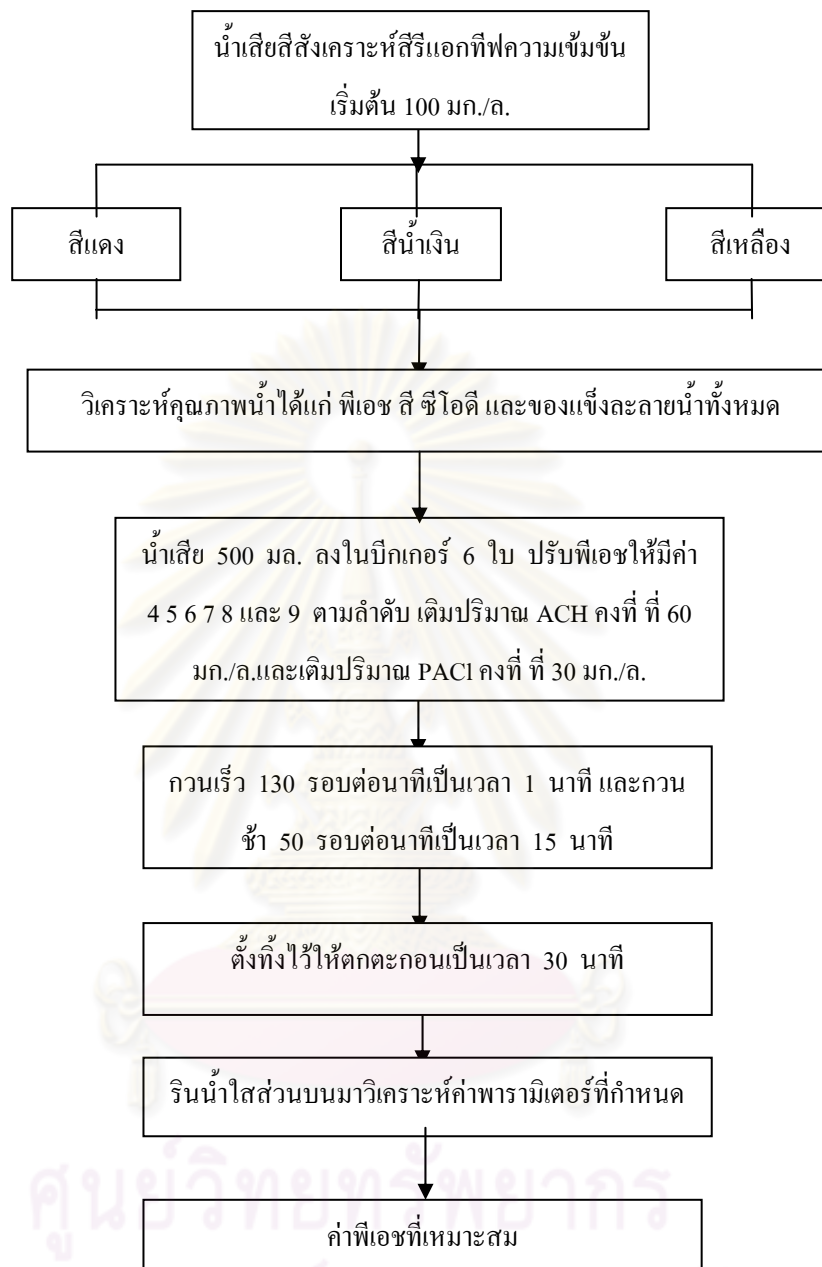 น้ำเสียสีสังเคราะห์สีรีแอกทีฟความเข้มข้น
เริ่มต้น 100 มก./ล.
สีแดง
สีน้ำเงิน
สีเหลือง
วิเคราะห์คุณภาพน้ำได้แก่ พีเอช สี ซีโอดี และของแข็งละลายน้ำทั้งหมด
น้ำเสีย 500 มล. ลงในบีกเกอร์ 6 ใบ ปรับพีเอชให้มีค่า
4 5 6 7 8 และ 9 ตามลำดับ เติมปริมาณ ACH คงที่ ที่ 60
มก./ล.และเติมปริมาณ PACl คงที่ ที่ 30 มก./ล.
กวนเร็ว 130 รอบต่อนาทีเป็นเวลา 1 นาที และกวน
ช้า 50 รอบต่อนาทีเป็นเวลา 15 นาที
ตั้งทิ้งไว้ให้ตกตะกอนเป็นเวลา 30 นาที
รินน้ำใสส่วนบนมาวิเคราะห์ค่าพารามิเตอร์ที่กำหนด
ศูนย์วิทยทรัพยากร
ค่าพีเอชที่เหมาะสม